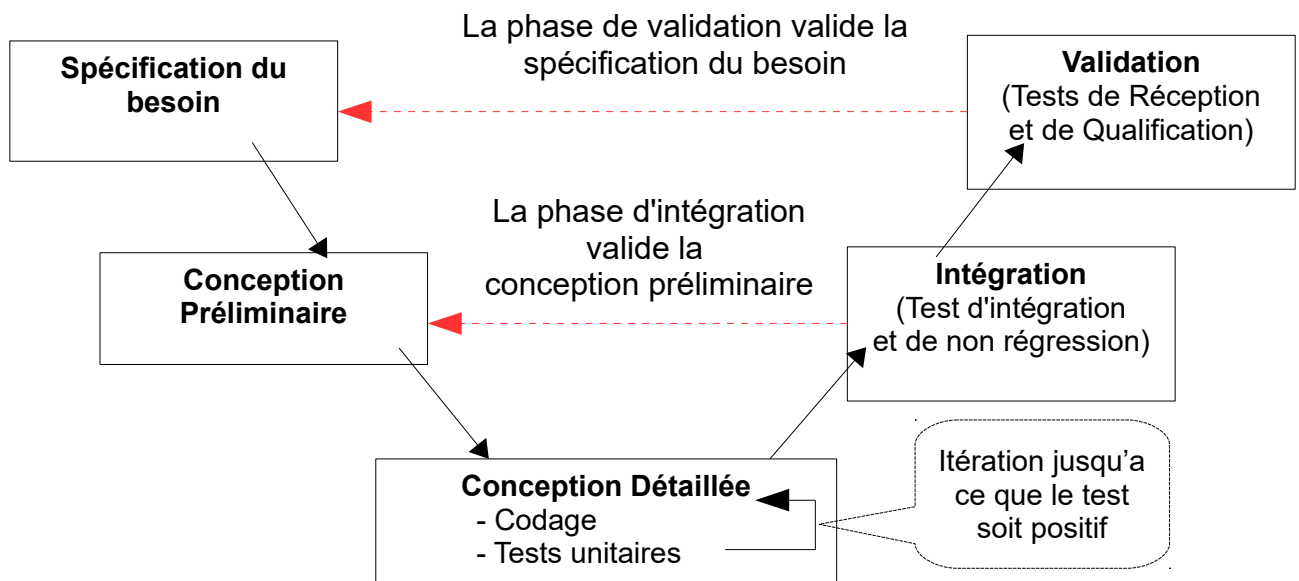 La phase de validation valide la
spécification du besoin
Spécification du
besoin
Validation
(Tests de Réception
et de Qualification)
La phase d'intégration
valide la
conception préliminaire
Conception
Préliminaire
Intégration
(Test d'intégration
et de non régression)
Conception Détaillée
- Codage
- Tests unitaires
Itération jusqu’a
ce que le test
soit positif